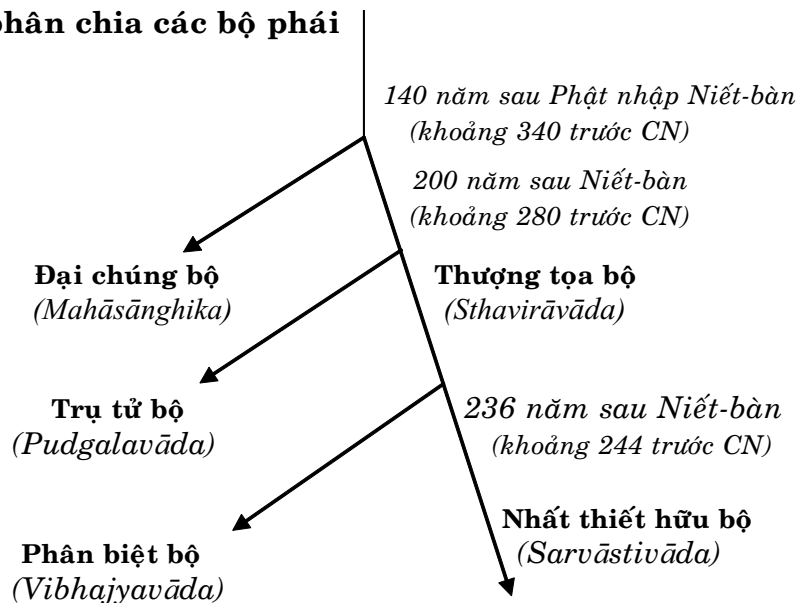 phân chia các bộ phái
140 năm sau Phật nhập Niết-bàn
(khoảng 340 trước CN)
200 năm sau Niết-bàn
(khoảng 280 trước CN)
Đại chúng bộ
(Mahāsānghika)
Thượng tọa bộ
(Sthavirāvāda)
Trụ tử bộ
(Pudgalavāda)
236 năm sau Niết-bàn
(khoảng 244 trước CN)
Phân biệt bộ
(Vibhajyavāda)
Nhất thiết hữu bộ
(Sarvāstivāda)